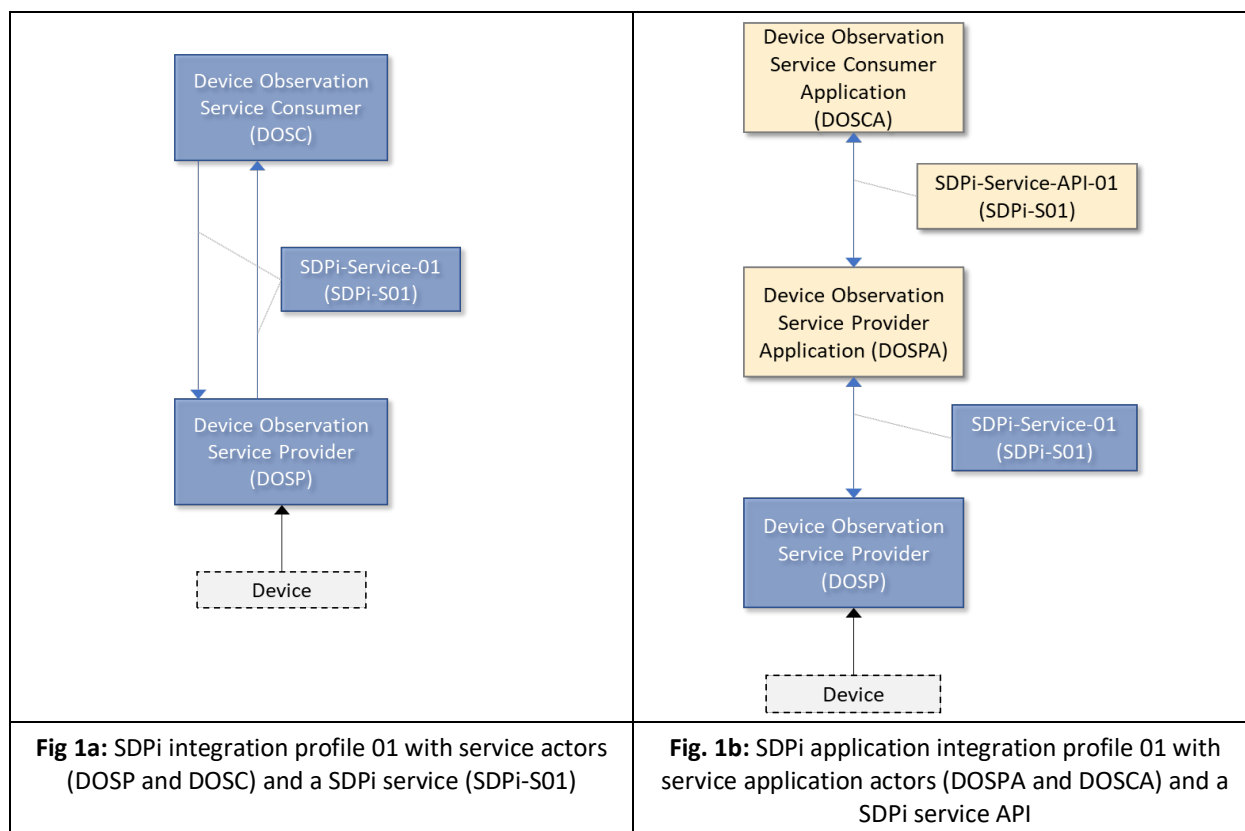 Device Observation
Service Consumer
(DOSC)
SDPi-Service-01
(SDPi-S01)
Device Observation
Service Provider
(DOSP)
Device
Fig 1a: SDPi integration profile 01 with service actors
(DOSP and DOSC) and a SDPi service (SDPi-S01)
Device Observation
Service Consumer
Application
(DOSCA)
SDPi-Service-API-01
(SDPi-S01)
Device Observation
Service Provider
Application (DOSPA)
SDPi-Service-01
(SDPi-S01)
Device Observation
Service Provider
(DOSP)
Device
Fig. 1b: SDPi application integration profile 01 with
service application actors (DOSPA and DOSCA) and a
SDPi service API